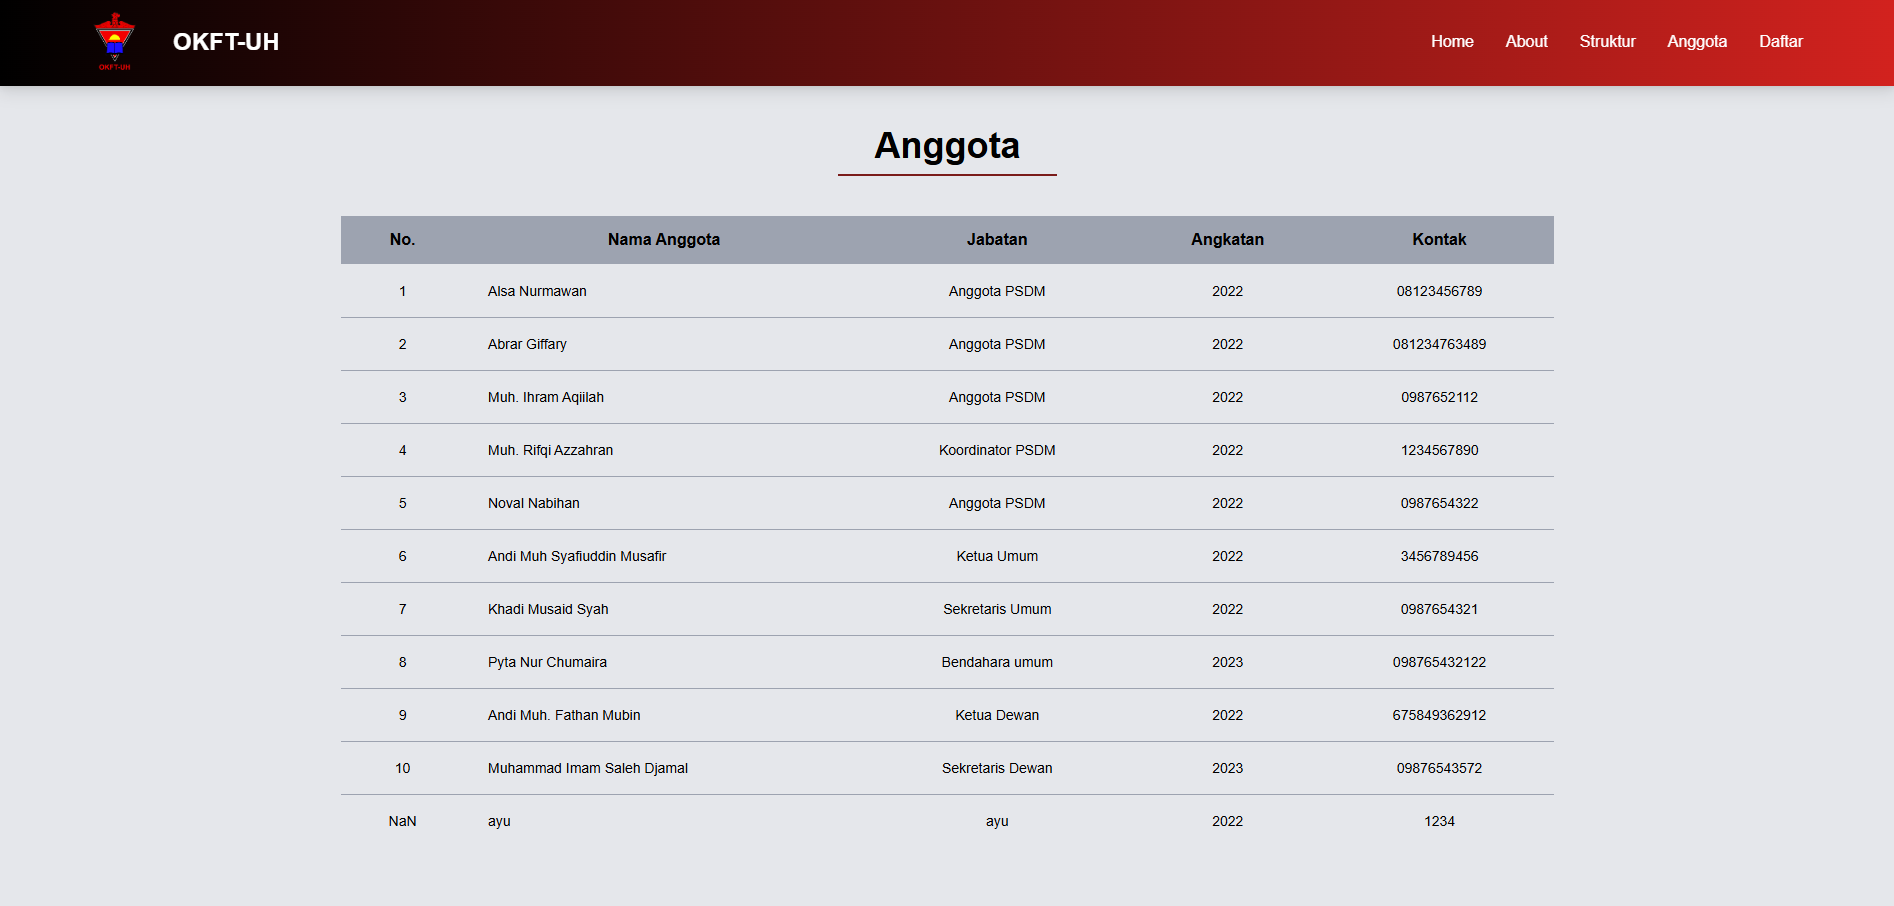 OKFT-UH
OKFT-UH
Home About Struktur Anggota Daftar
Anggota
No. Nama Anggota Jabatan Angkatan Kontak
1 Alsa Nurmawan Anggota PSDM 2022 08123456789
2 Abrar Giffary Anggota PSDM 2022 081234763489
3 Muh. Ihram Aqiilah Anggota PSDM 2022 0987652112
4 Muh. Rifqi Azzahran Koordinator PSDM 2022 1234567890
5 Noval Nabihan Anggota PSDM 2022 0987654322
6 Andi Muh Syafiuddin Musafir Ketua Umum 2022 3456789456
7 Khadi Musaid Syah Sekretaris Umum 2022 0987654321
8 Pyta Nur Chumaira Bendahara umum 2023 098765432122
9 Andi Muh. Fathan Mubin Ketua Dewan 2022 675849362912
10 Muhammad Imam Saleh Djamal Sekretaris Dewan 2023 09876543572
NaN ayu ayu 2022 1234